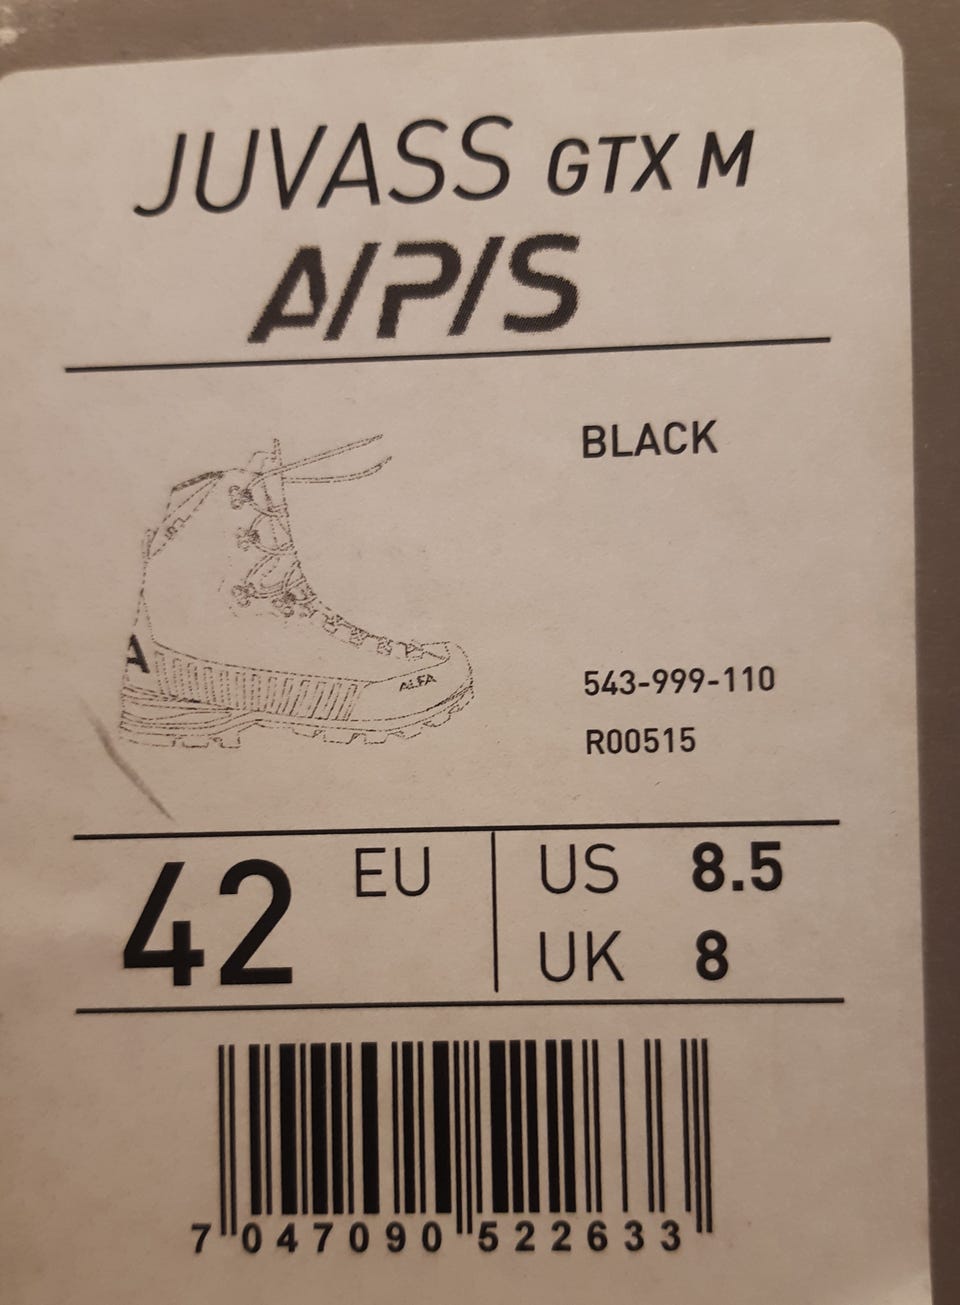 JUVASS GTX M
A/P/S
BLACK
A
ALFA
543-999-110
R00515
42 EU
US 8.5
UK 8
7 047090 522633